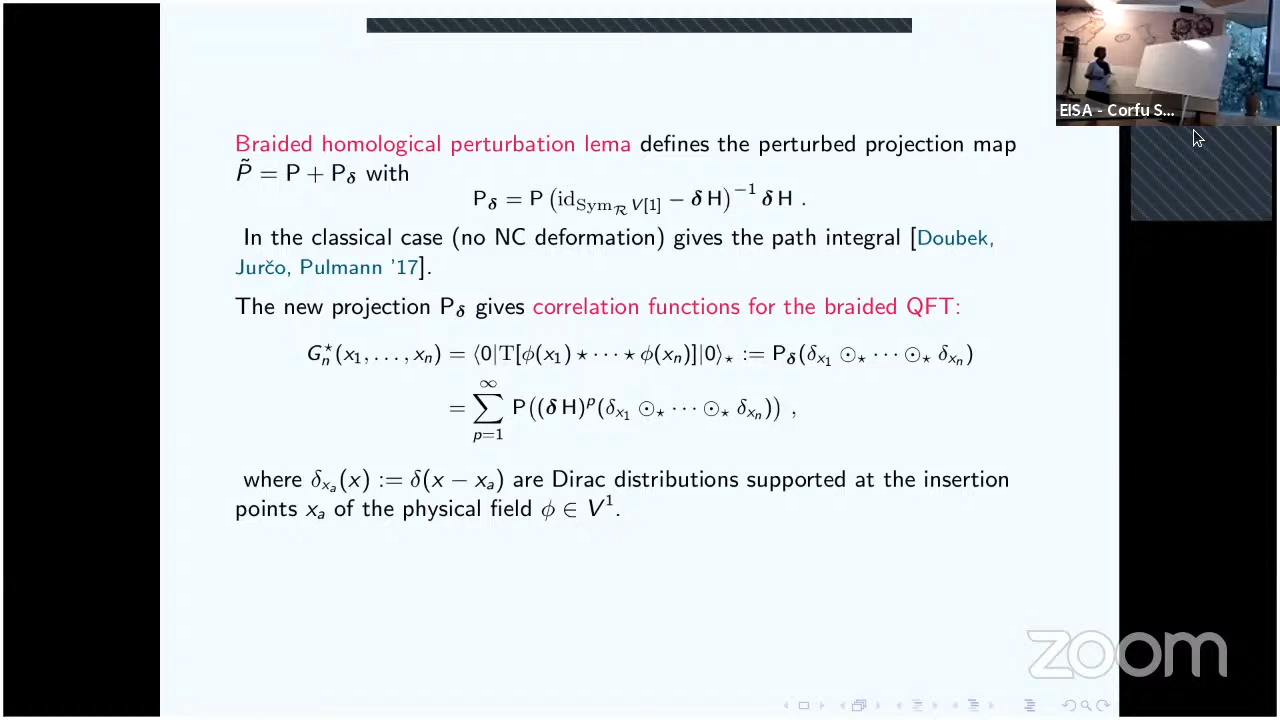 EISA - Corfu S...
Braided homological perturbation lema defines the perturbed projection map
P̃ = P + P_δ with
P_δ = P (id_{Sym_R V[1]} − δ H)^{−1} δ H .
In the classical case (no NC deformation) gives the path integral [Doubek,
Jurčo, Pulmann '17].
The new projection P_δ gives correlation functions for the braided QFT:
G_n^⋆(x_1, . . . , x_n) = ⟨0|T[ϕ(x_1) ⋆ ··· ⋆ ϕ(x_n)]|0⟩_⋆ := P_δ(δ_{x_1} ⊙_⋆ ··· ⊙_⋆ δ_{x_n})
= ∑_{p=1}^{∞} P((δ H)^p(δ_{x_1} ⊙_⋆ ··· ⊙_⋆ δ_{x_n})) ,
where δ_{x_a}(x) := δ(x − x_a) are Dirac distributions supported at the insertion
points x_a of the physical field ϕ ∈ V^1.
zoom